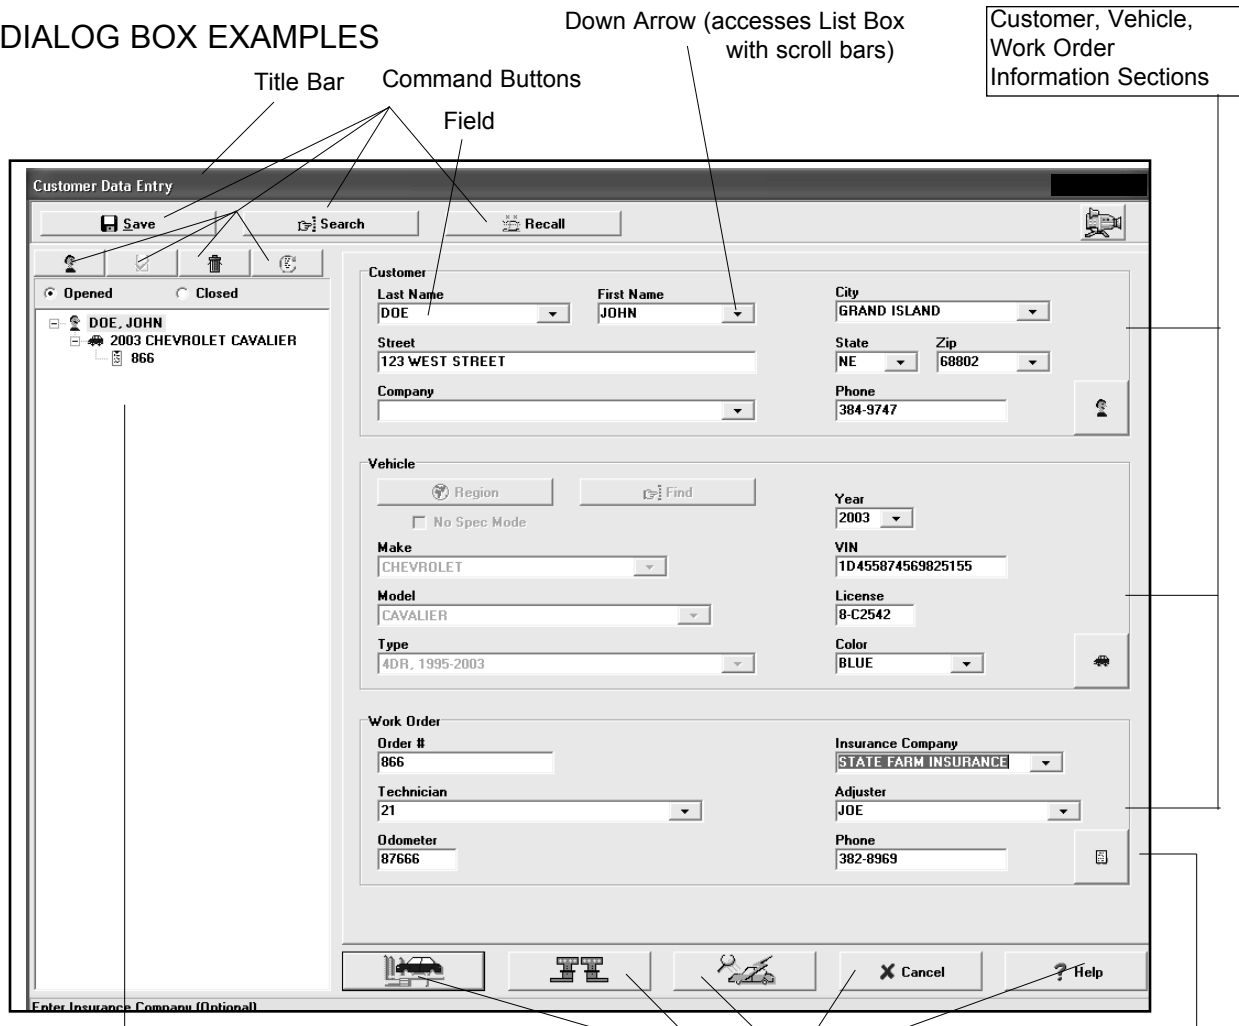 DIALOG BOX EXAMPLES
Down Arrow (accesses List Box
with scroll bars)
Customer, Vehicle,
Work Order
Information Sections
Title Bar
Command Buttons
Field
Customer Data Entry
Save
Search
Recall
Opened
Closed
DOE, JOHN
2003 CHEVROLET CAVALIER
866
Customer
Last Name
First Name
City
DOE
JOHN
GRAND ISLAND
Street
State
Zip
123 WEST STREET
NE
68802
Company
Phone
384-9747
Vehicle
Region
Find
No Spec Mode
Year
2003
Make
VIN
CHEVROLET
1D455874569825155
Model
License
CAVALIER
8-C2542
Type
Color
4DR, 1995-2003
BLUE
Work Order
Order #
Insurance Company
866
STATE FARM INSURANCE
Technician
Adjuster
21
JOE
Odometer
Phone
87666
382-8969
Cancel
? Help
Enter Insurance Company (Optional)